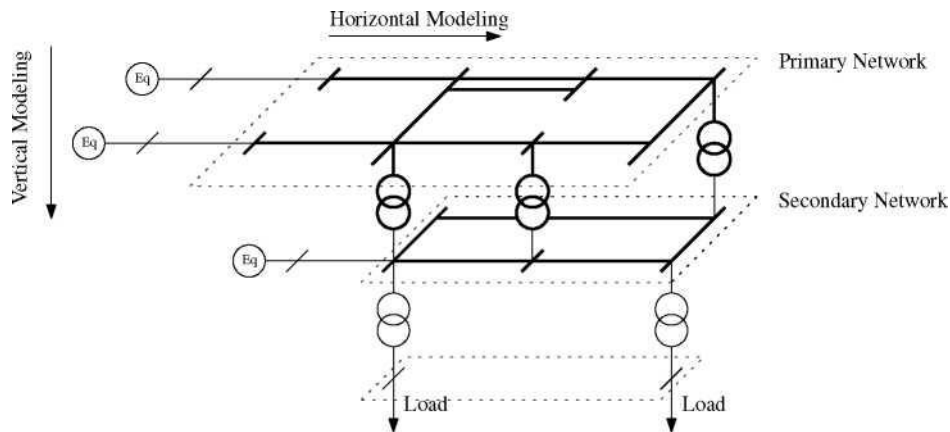 Horizontal Modeling
Primary Network
Eq
Eq
Vertical Modeling
Secondary Network
Eq
Load
Load